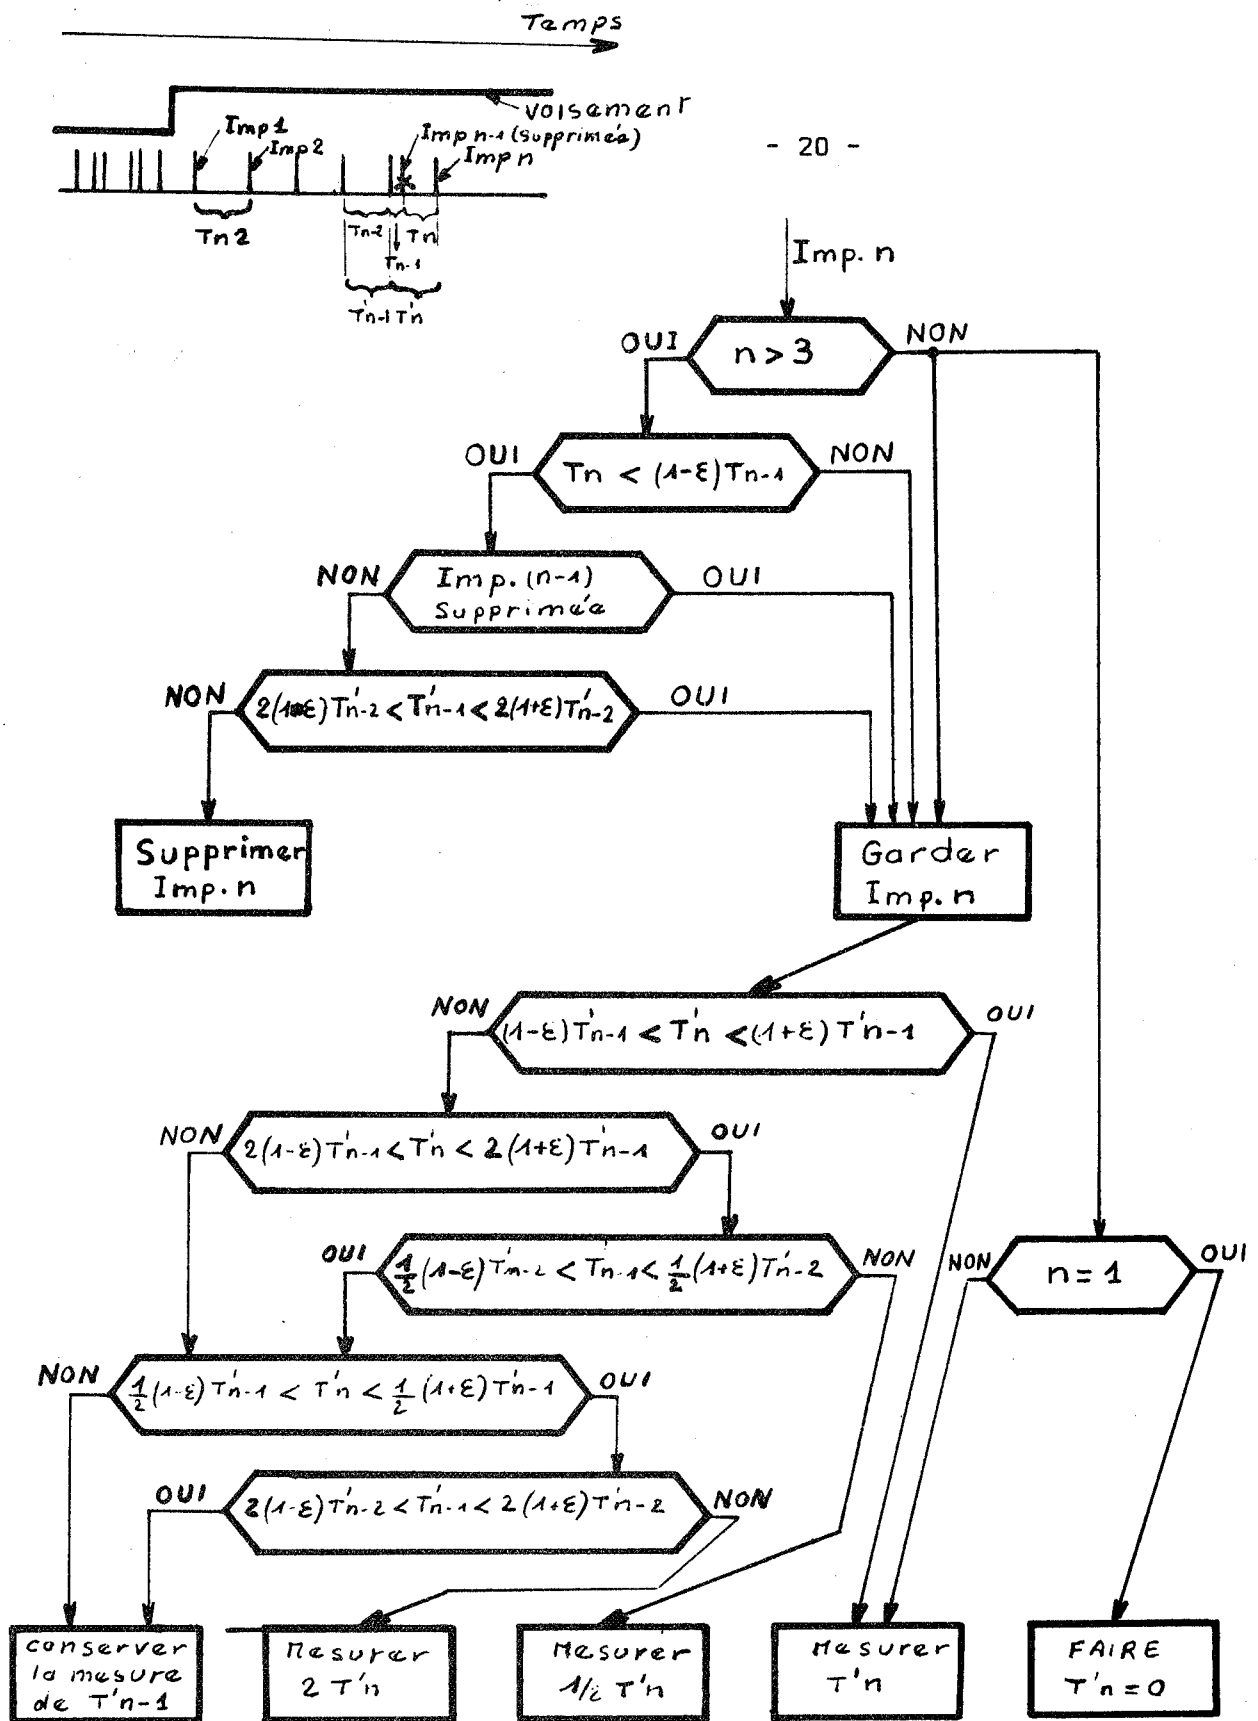 Temps
voisement
Imp 1
Imp 2
Imp n-1 (Supprimée)
Imp n
- 20 -
Tn 2
Tn-2
Tn
Tn-1
T'n-1 T'n
Imp. n
OUI
n > 3
NON
OUI
Tn < (1-ε)Tn-1
NON
NON
Imp. (n-1)
Supprimée
OUI
NON
2(1-ε)T'n-2 < T'n-1 < 2(1+ε)T'n-2
OUI
Supprimer
Imp. n
Garder
Imp. n
NON
(1-ε)T'n-1 < T'n < (1+ε)T'n-1
OUI
NON
2(1-ε)T'n-1 < T'n < 2(1+ε)T'n-1
OUI
OUI
1/2(1-ε)T'n-2 < T'n-1 < 1/2(1+ε)T'n-2
NON
NON
n = 1
OUI
NON
1/2(1-ε)T'n-1 < T'n < 1/2(1+ε)T'n-1
OUI
OUI
2(1-ε)T'n-2 < T'n-1 < 2(1+ε)T'n-2
NON
conserver
la mesure
de T'n-1
Mesurer
2 T'n
Mesurer
1/2 T'n
Mesurer
T'n
FAIRE
T'n = 0